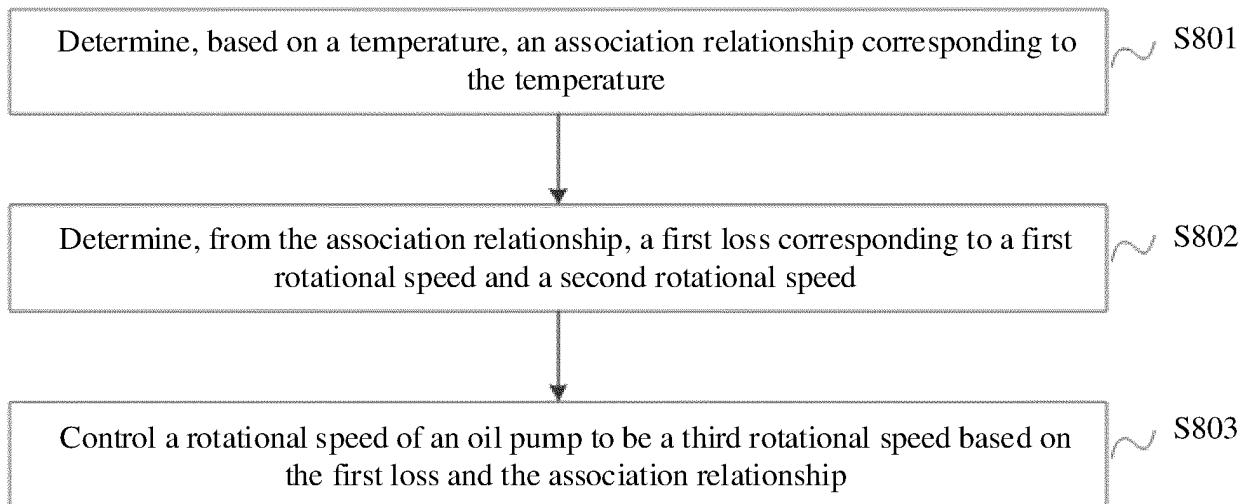 Determine, based on a temperature, an association relationship corresponding to
the temperature
S801
Determine, from the association relationship, a first loss corresponding to a first
rotational speed and a second rotational speed
S802
Control a rotational speed of an oil pump to be a third rotational speed based on
the first loss and the association relationship
S803